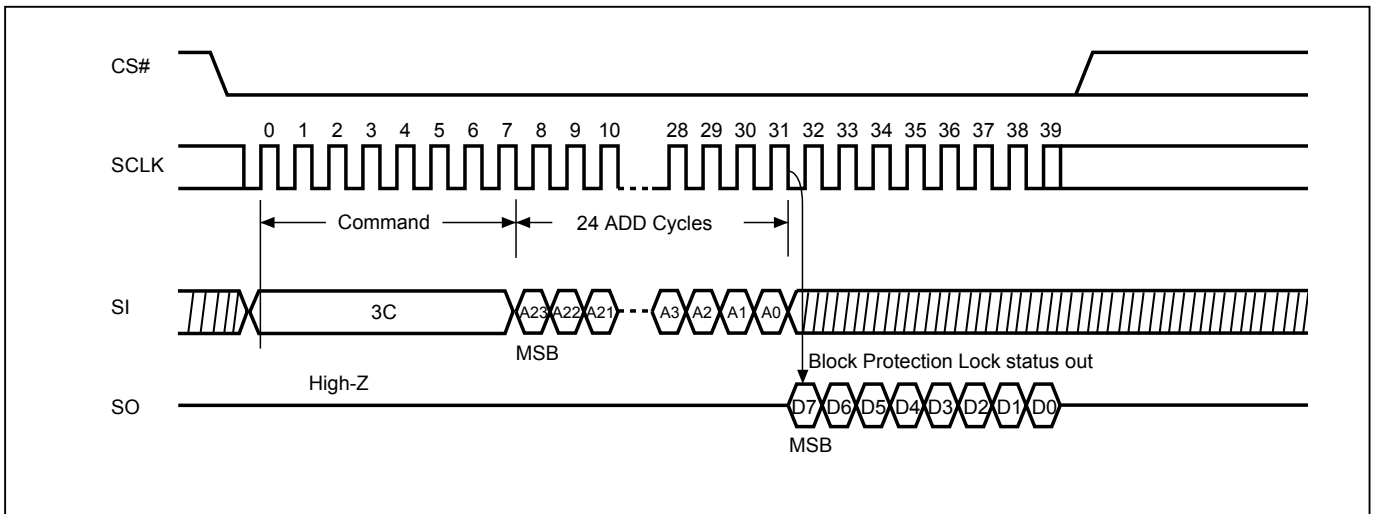 CS#
0 1 2 3 4 5 6 7 8 9 10 28 29 30 31 32 33 34 35 36 37 38 39
SCLK
Command 24 ADD Cycles
SI 3C A23 A22 A21 A3 A2 A1 A0
MSB
Block Protection Lock status out
High-Z
SO D7 D6 D5 D4 D3 D2 D1 D0
MSB